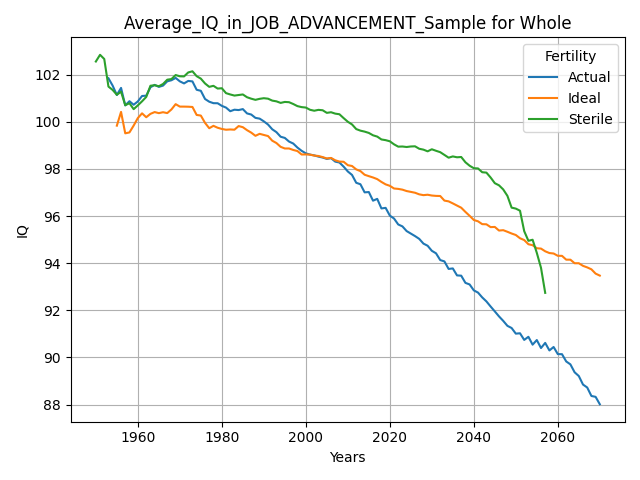 Average_IQ_in_JOB_ADVANCEMENT_Sample for Whole
Fertility
Actual
Ideal
Sterile
IQ
102
100
98
96
94
92
90
88
1960 1980 2000 2020 2040 2060
Years